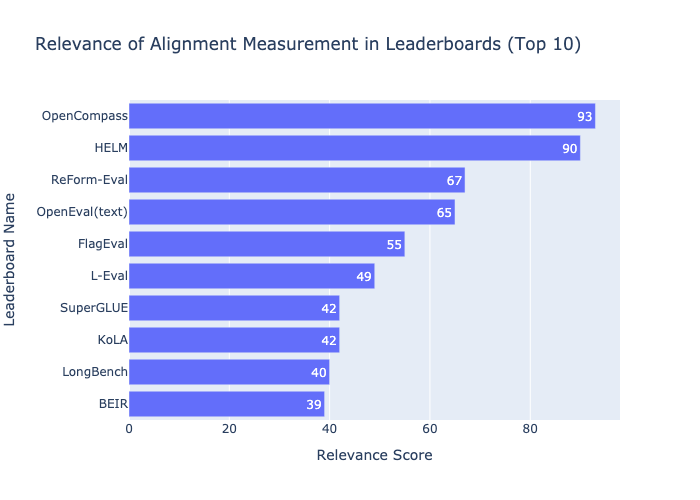 Relevance of Alignment Measurement in Leaderboards (Top 10)
Leaderboard Name
OpenCompass 93
HELM 90
ReForm-Eval 67
OpenEval(text) 65
FlagEval 55
L-Eval 49
SuperGLUE 42
KoLA 42
LongBench 40
BEIR 39
0 20 40 60 80
Relevance Score